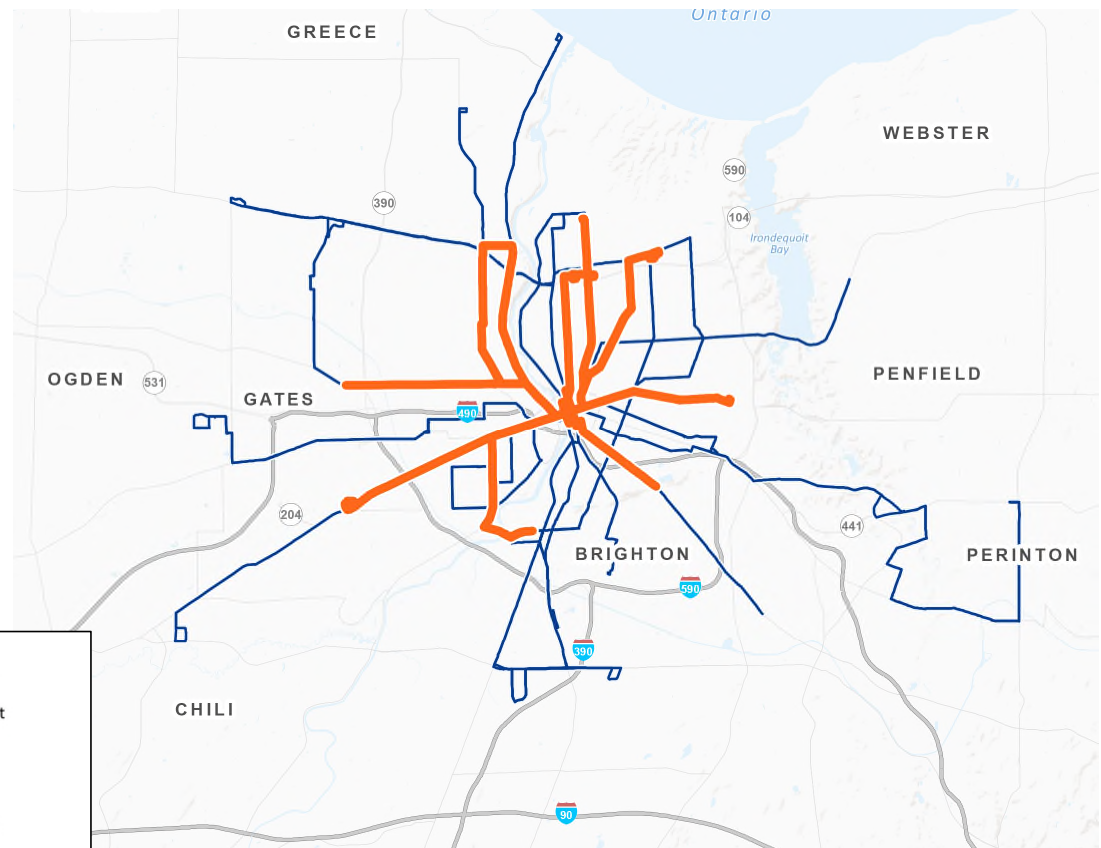 Ontario
GREECE
WEBSTER
590
390
104
Irondequoit
Bay
OGDEN
531
PENFIELD
GATES
490
204
441
BRIGHTON
PERINTON
590
390
t
CHILI
90